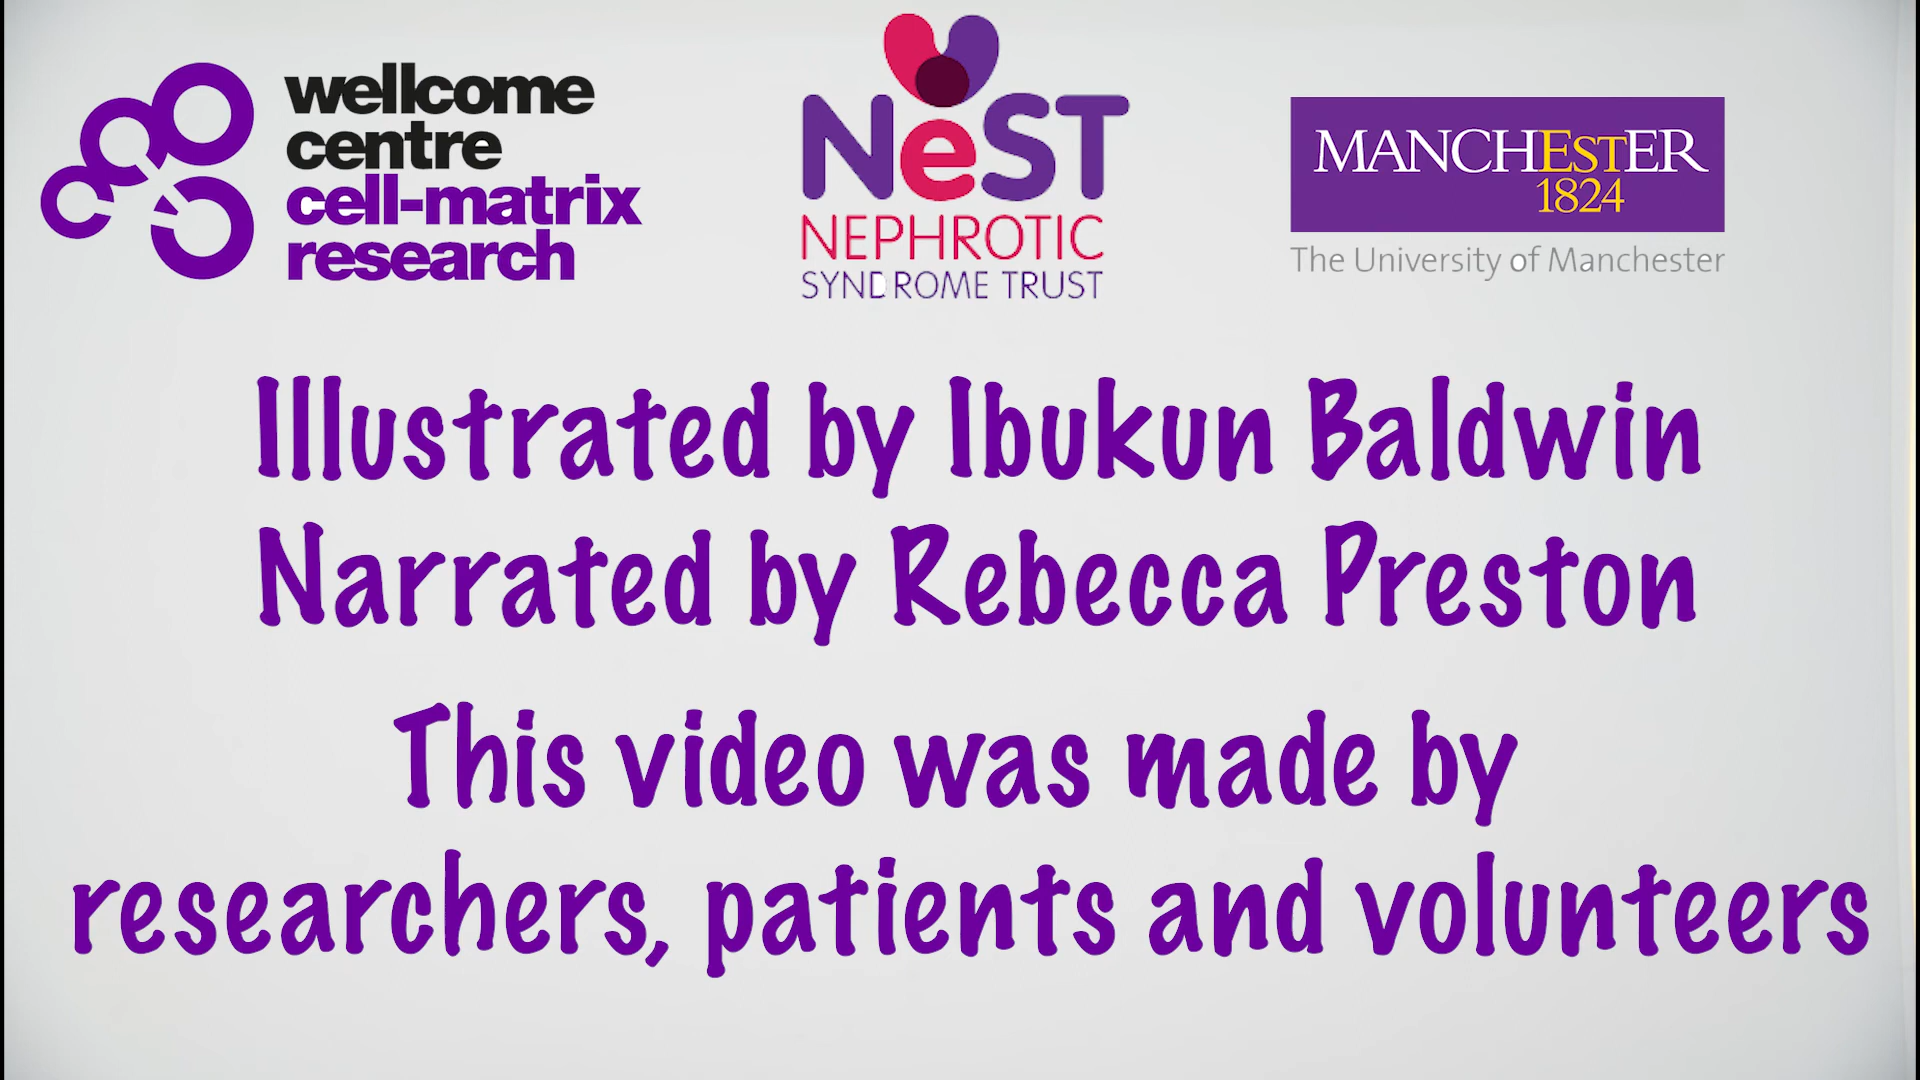 wellcome
centre
cell-matrix
research
NeST
NEPHROTIC
SYNDROME TRUST
MANCHESTER
1824
The University of Manchester
Illustrated by Ibukun Baldwin
Narrated by Rebecca Preston
This video was made by
researchers, patients and volunteers